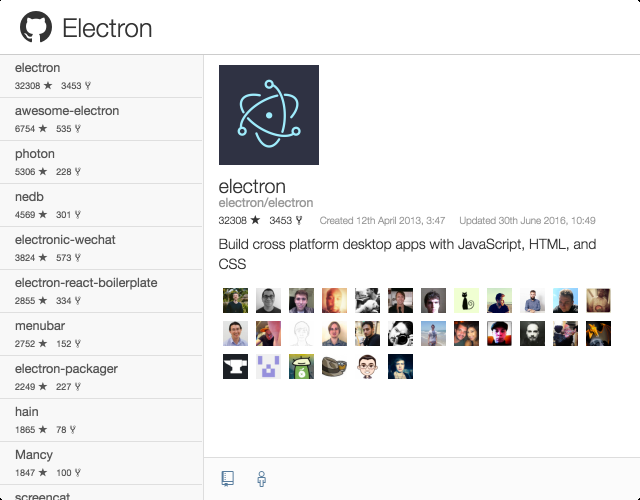 Electron
electron
32308 3453
awesome-electron
6754 535
photon
5306 228
nedb
4569 301
electronic-wechat
3824 573
electron-react-boilerplate
2855 334
menubar
2752 152
electron-packager
2249 227
hain
1865 78
Mancy
1847 100
screencat
electron
electron/electron
32308 3453 Created 12th April 2013, 3:47 Updated 30th June 2016, 10:49
Build cross platform desktop apps with JavaScript, HTML, and
CSS